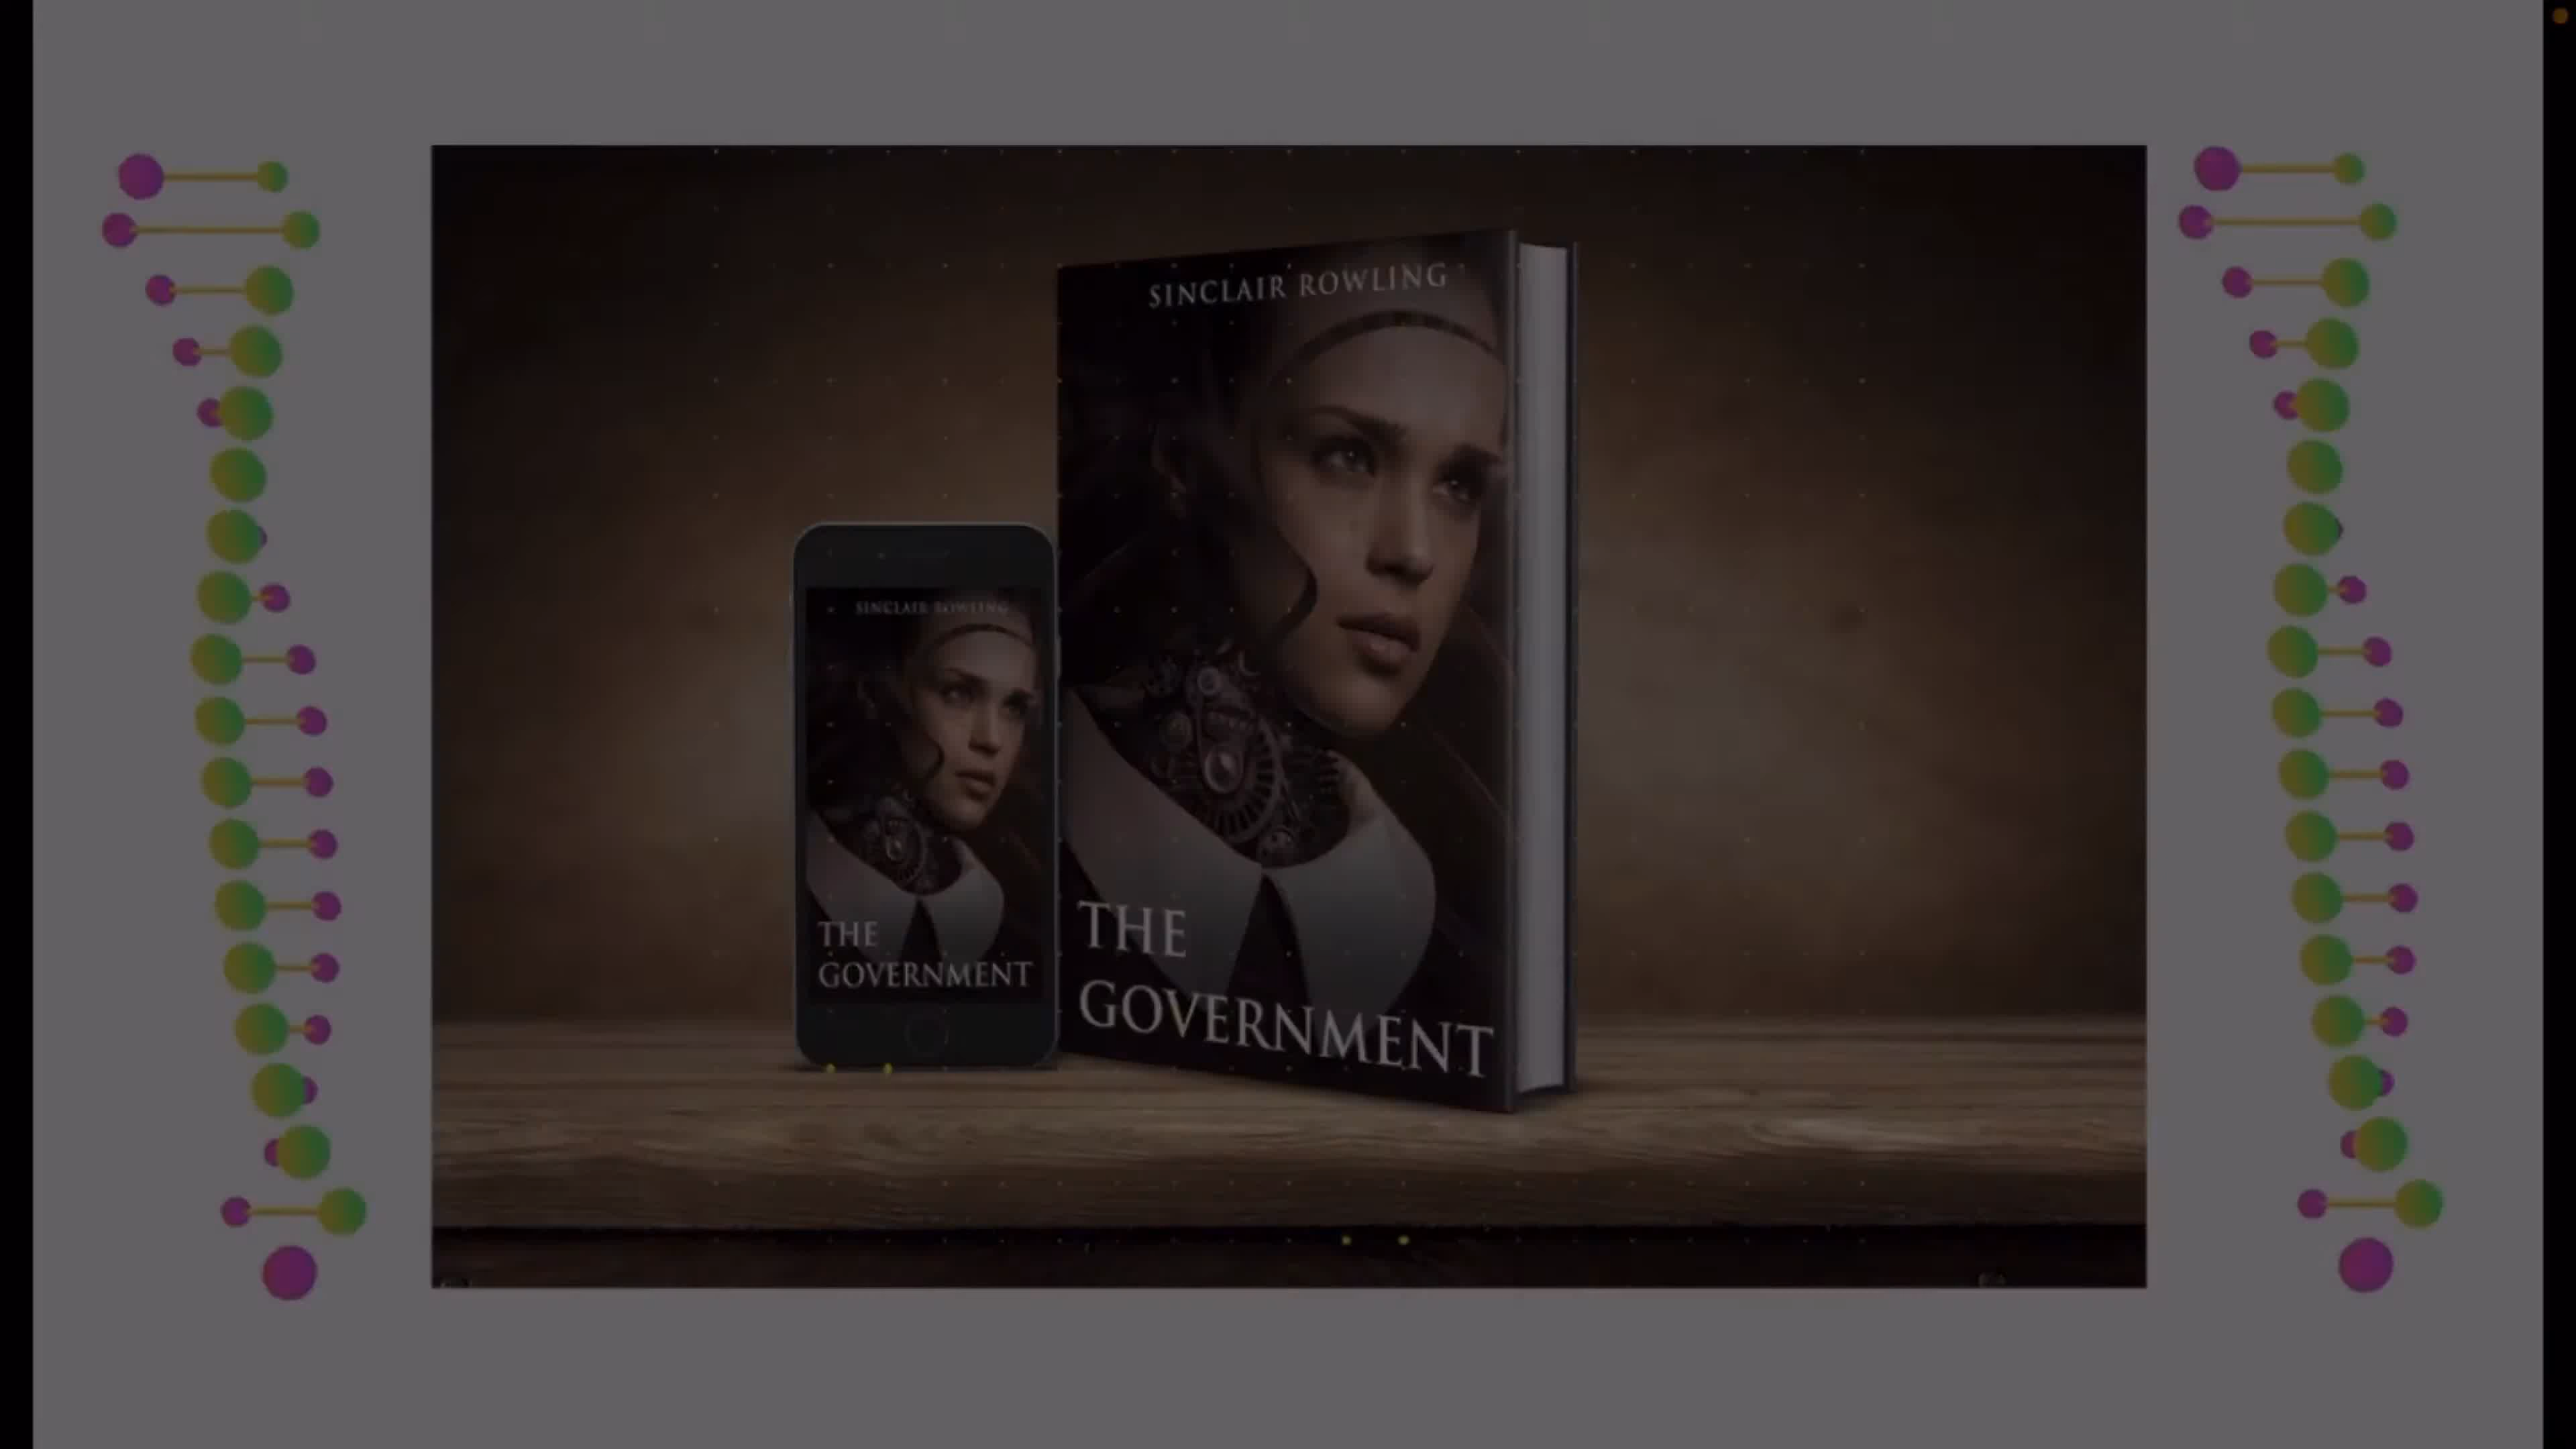 SINCLAIR ROWLING
THE
GOVERNMENT
SINCLAIR ROWLING
THE
GOVERNMENT